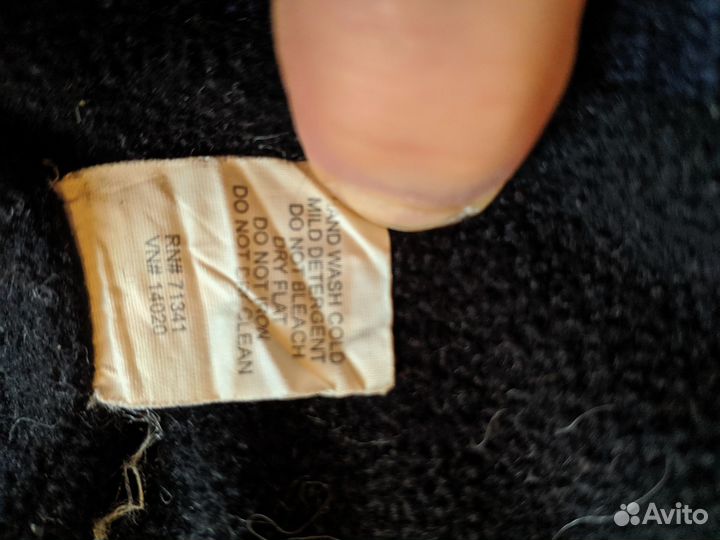 HAND WASH COLD
MILD DETERGENT
DO NOT BLEACH
DRY FLAT
DO NOT IRON
DO NOT DRY CLEAN
RN# 71341
VN# 14020
Avito